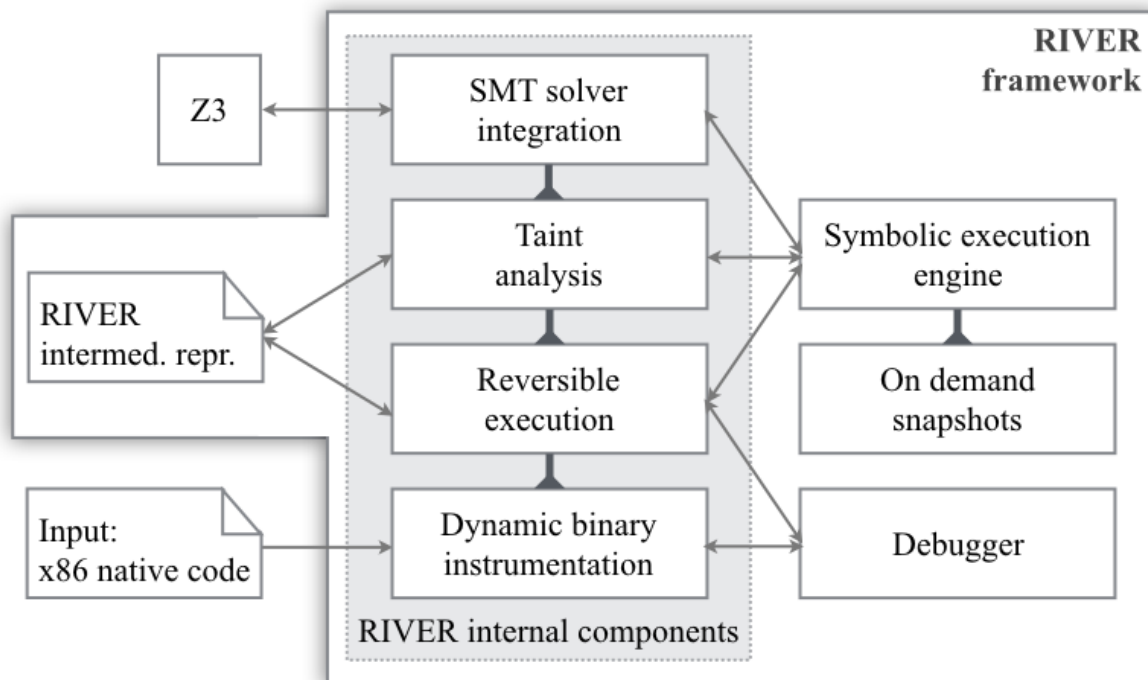 RIVER
framework
Z3
SMT solver
integration
Taint
analysis
Symbolic execution
engine
RIVER
intermed. repr.
Reversible
execution
On demand
snapshots
Input:
x86 native code
Dynamic binary
instrumentation
Debugger
RIVER internal components